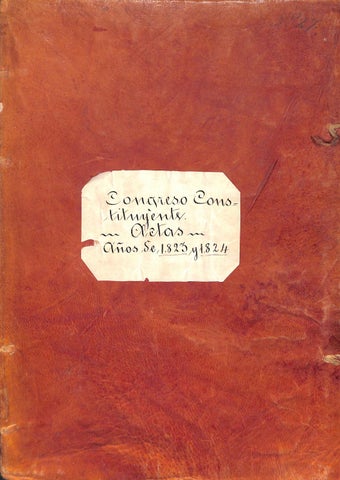 Congreso Cons-
tituyente.
Actas
Años de 1823 y 1824